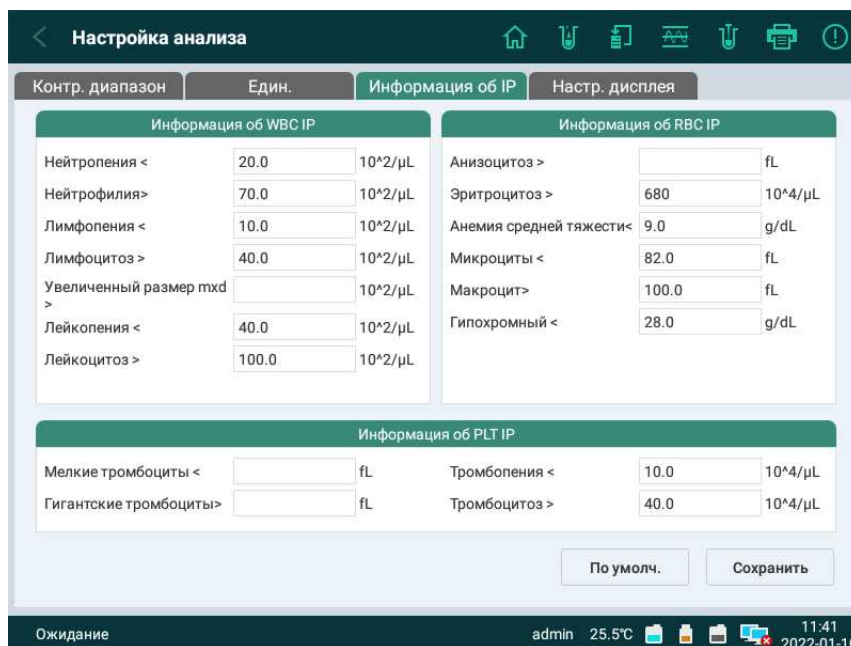 Настройка анализа
Контр. диапазон Един. Информация об IP Настр. дисплея
Информация об WBC IP
Нейтропения < 20.0 10^2/µL
Нейтрофилия> 70.0 10^2/µL
Лимфопения < 10.0 10^2/µL
Лимфоцитоз > 40.0 10^2/µL
Увеличенный размер mxd
> 10^2/µL
Лейкопения < 40.0 10^2/µL
Лейкоцитоз > 100.0 10^2/µL
Информация об RBC IP
Анизоцитоз > fL
Эритроцитоз > 680 10^4/µL
Анемия средней тяжести< 9.0 g/dL
Микроциты < 82.0 fL
Макроцит> 100.0 fL
Гипохромный < 28.0 g/dL
Информация об PLT IP
Мелкие тромбоциты < fL Тромбопения < 10.0 10^4/µL
Гигантские тромбоциты> fL Тромбоцитоз > 40.0 10^4/µL
По умолч. Сохранить
Ожидание admin 25.5℃ 11:41
2022-01-1